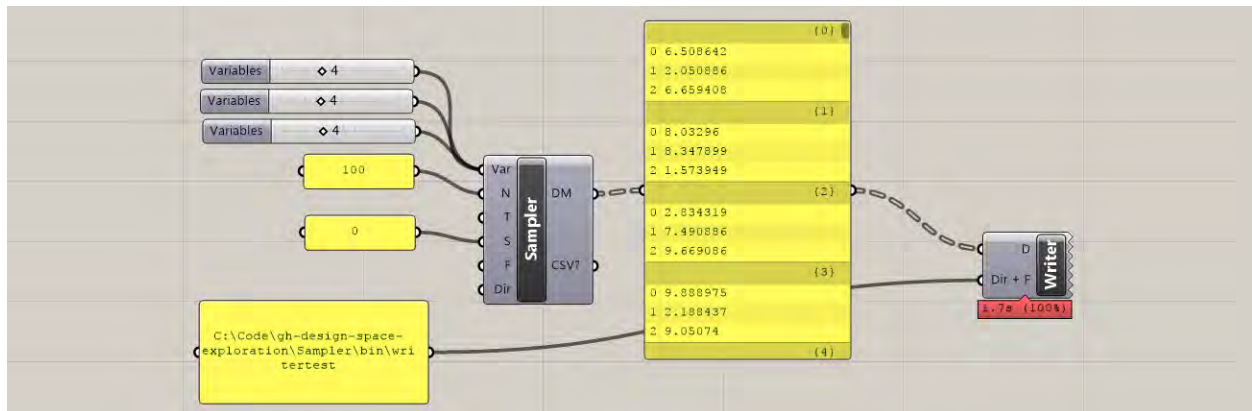 Variables 4
Variables 4
Variables 4
100
0
C:\Code\gh-design-space-
exploration\Sampler\bin\wri
tertest
Var
N
T
S
F
Dir
Sampler
DM
CSV?
{0}
0 6.508642
1 2.050886
2 6.659408
{1}
0 8.03296
1 8.347899
2 1.573949
{2}
0 2.834319
1 7.490886
2 9.669086
{3}
0 9.888975
1 2.188437
2 9.05074
{4}
D
Dir + F
Writer
1.7s (100%)